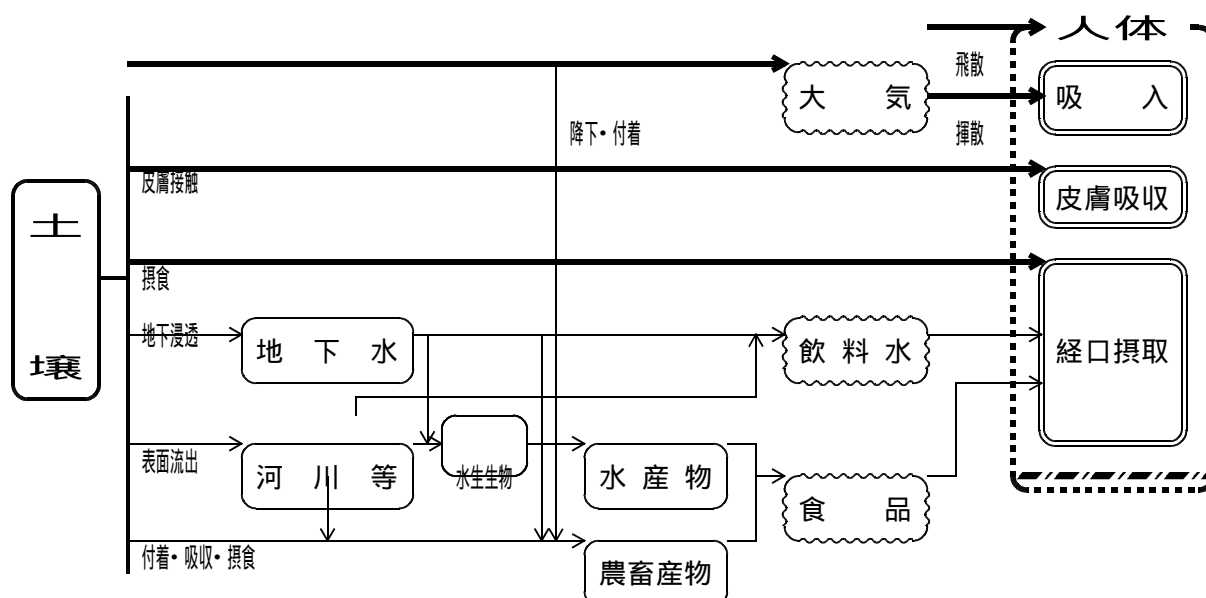 人体
飛散
大気
吸入
降下・付着
揮散
皮膚接触
皮膚吸収
土壌
摂食
地下浸透
地下水
飲料水
経口摂取
表面流出
河川等
水生生物
水産物
食品
付着・吸収・摂食
農畜産物